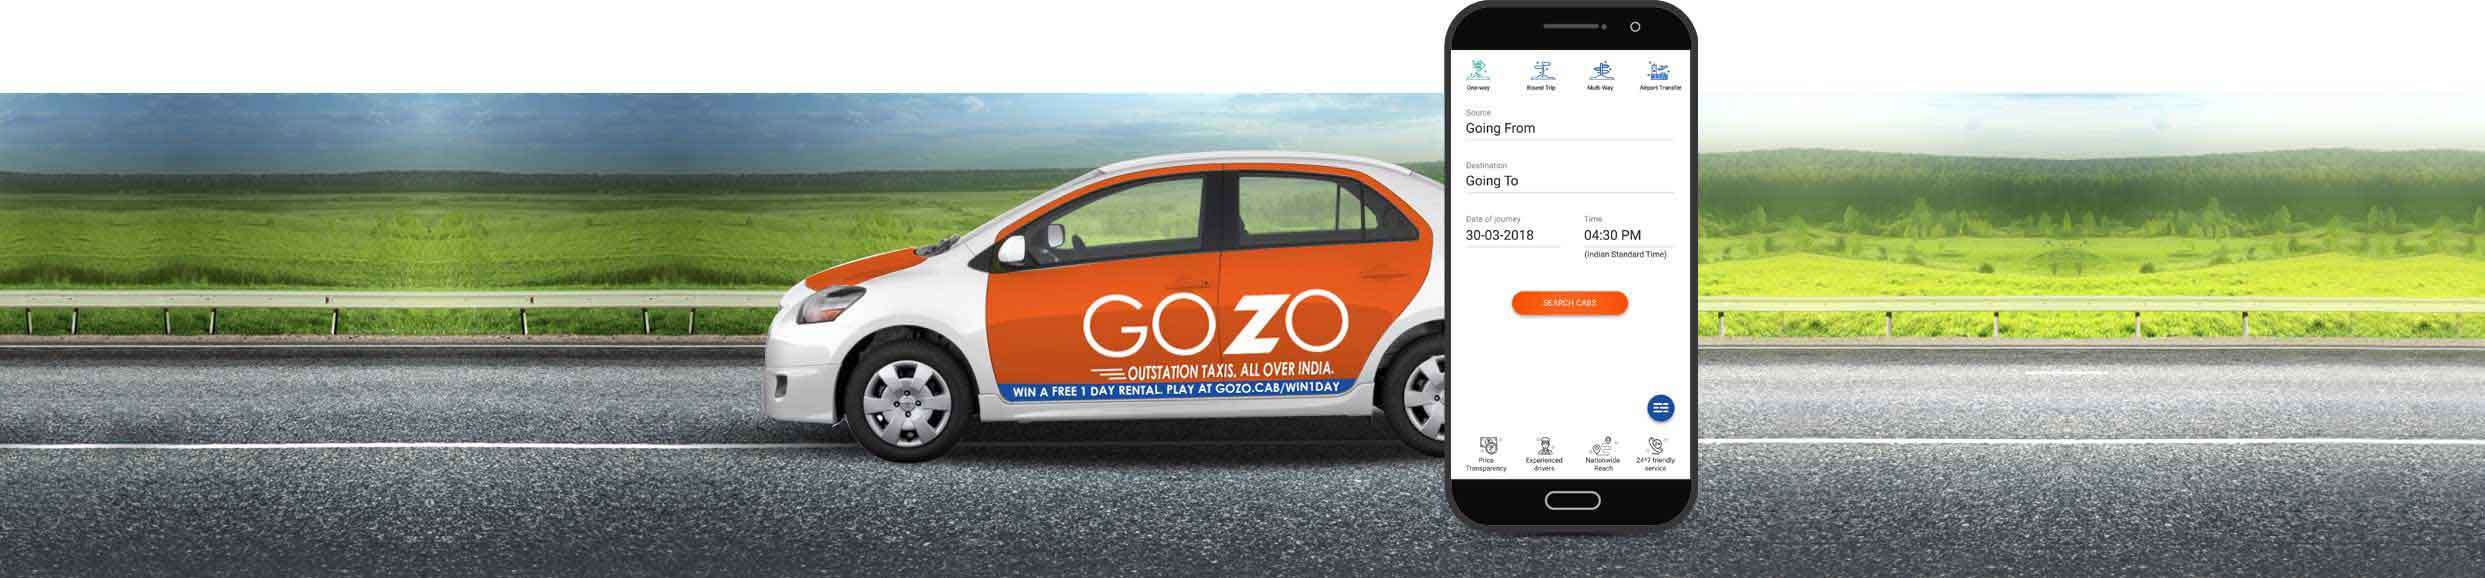 GOZO
OUTSTATION TAXIS, ALL OVER INDIA.
WIN A FREE 1 DAY RENTAL. PLAY AT GOZO.CAB/WIN1DAY
One-way
Round Trip
Multi-Way
Airport Transfer
Source
Going From
Destination
Going To
Date of journey
30-03-2018
Time
04:30 PM
(Indian Standard Time)
SEARCH CABS
Price
Transparency
Experienced
drivers
Nationwide
Reach
24*7 friendly
service